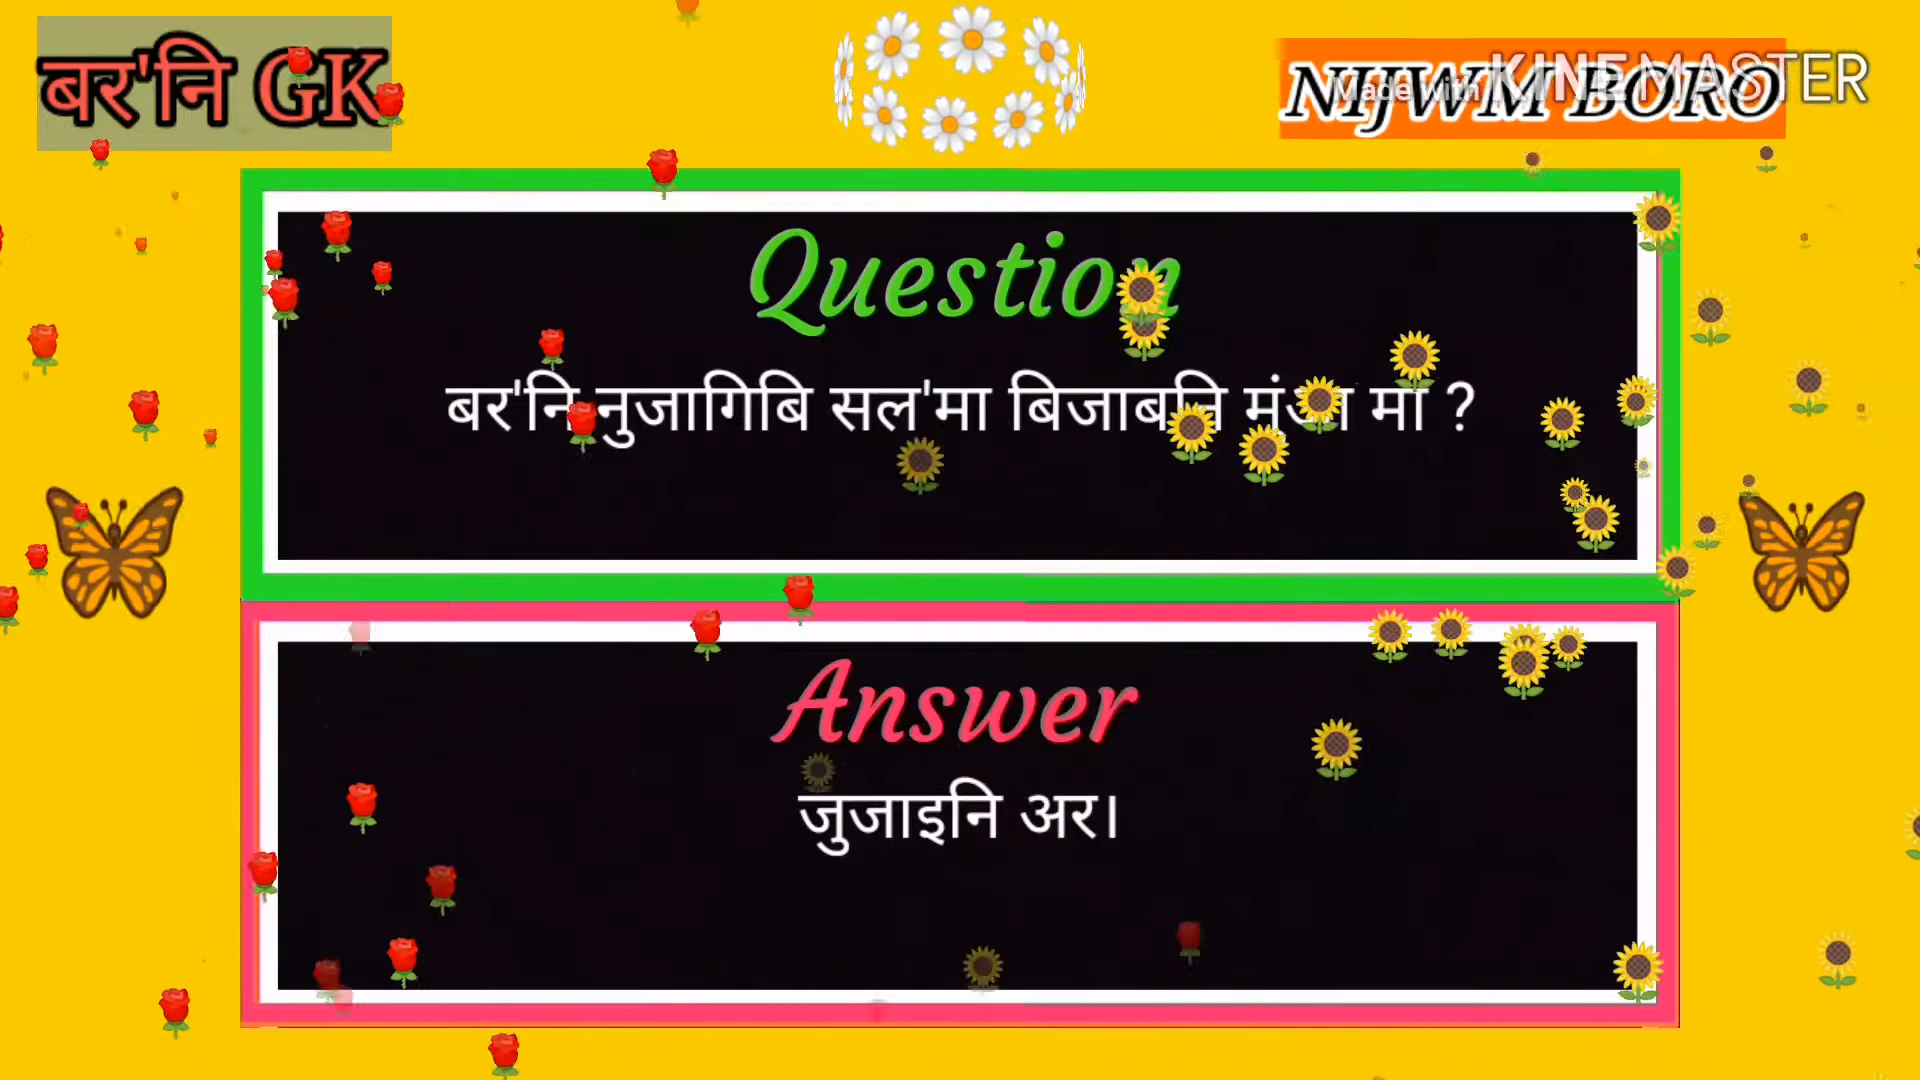 बर'नि GK
NIJWM BORO
Made with KINEMASTER
Question
बर'नि नुजागिबि सल'मा बिजाबनि मुंआ मा ?
Answer
जुजाइनि अर।